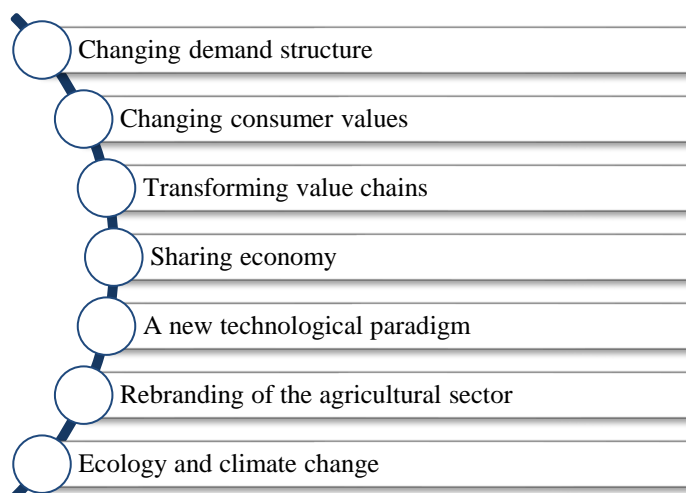 Changing demand structure
Changing consumer values
Transforming value chains
Sharing economy
A new technological paradigm
Rebranding of the agricultural sector
Ecology and climate change